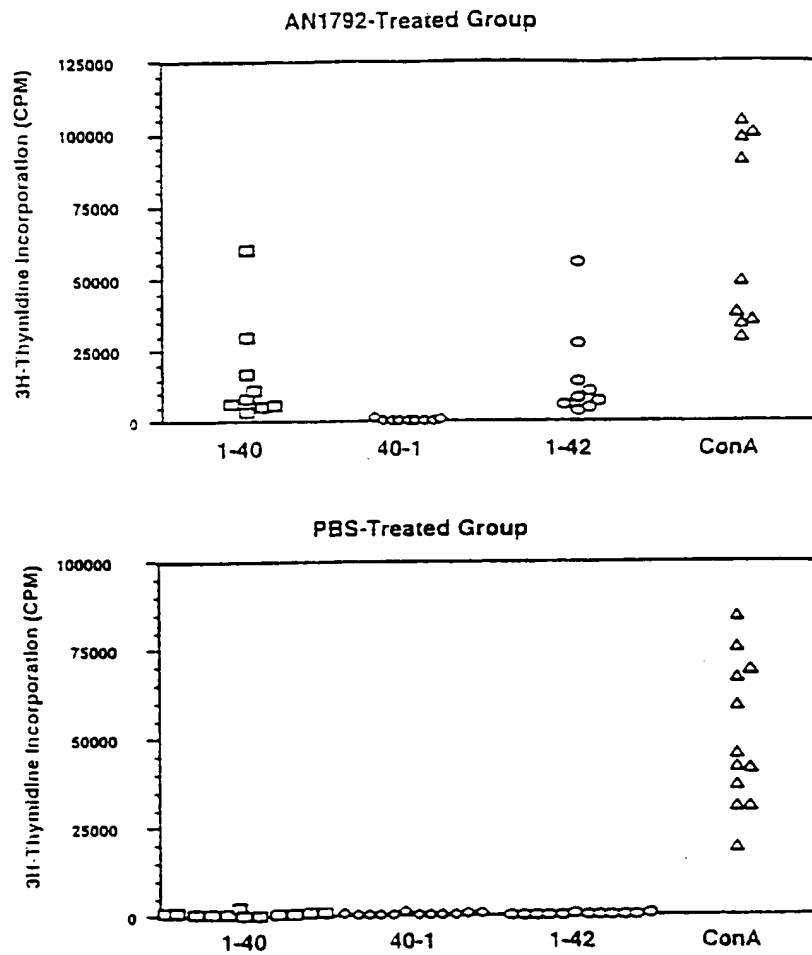 AN1792-Treated Group
3H-Thymidine Incorporation (CPM)
125000
100000
75000
50000
25000
0
1-40
40-1
1-42
ConA
PBS-Treated Group
3H-Thymidine Incorporation (CPM)
100000
75000
50000
25000
0
1-40
40-1
1-42
ConA